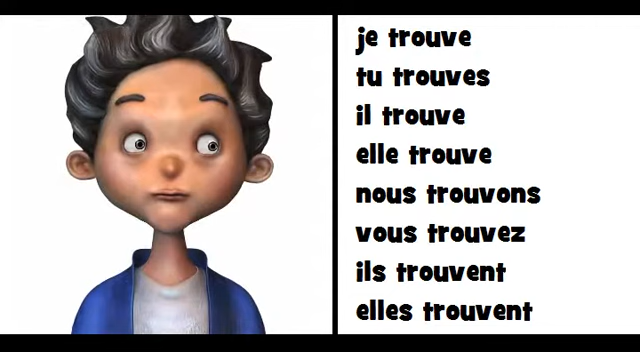 je trouve
tu trouves
il trouve
elle trouve
nous trouvons
vous trouvez
ils trouvent
elles trouvent